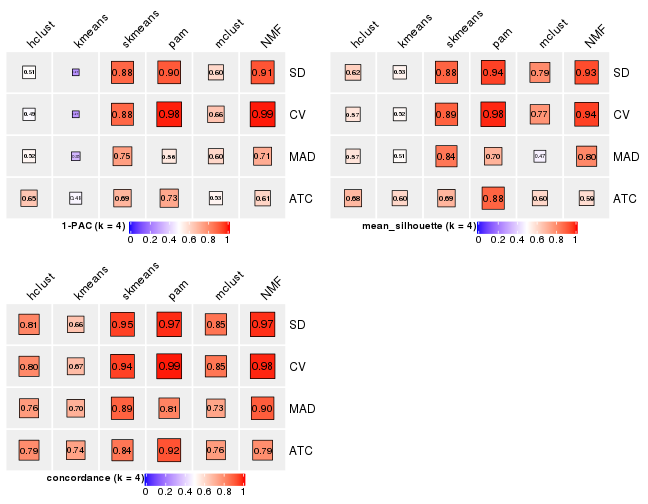 hclust kmeans skmeans pam mclust NMF
0.51 0.88 0.90 0.60 0.91 SD
0.49 0.88 0.98 0.66 0.99 CV
0.52 0.75 0.56 0.60 0.71 MAD
0.65 0.48 0.69 0.73 0.53 0.61 ATC
1-PAC (k = 4)
0 0.2 0.4 0.6 0.8 1
hclust kmeans skmeans pam mclust NMF
0.62 0.53 0.88 0.94 0.79 0.93 SD
0.57 0.52 0.89 0.98 0.77 0.94 CV
0.57 0.51 0.84 0.70 0.47 0.80 MAD
0.68 0.60 0.69 0.88 0.60 0.59 ATC
mean_silhouette (k = 4)
0 0.2 0.4 0.6 0.8 1
hclust kmeans skmeans pam mclust NMF
0.81 0.66 0.95 0.97 0.85 0.97 SD
0.80 0.67 0.94 0.99 0.85 0.98 CV
0.76 0.70 0.89 0.81 0.73 0.90 MAD
0.79 0.74 0.84 0.92 0.76 0.79 ATC
concordance (k = 4)
0 0.2 0.4 0.6 0.8 1